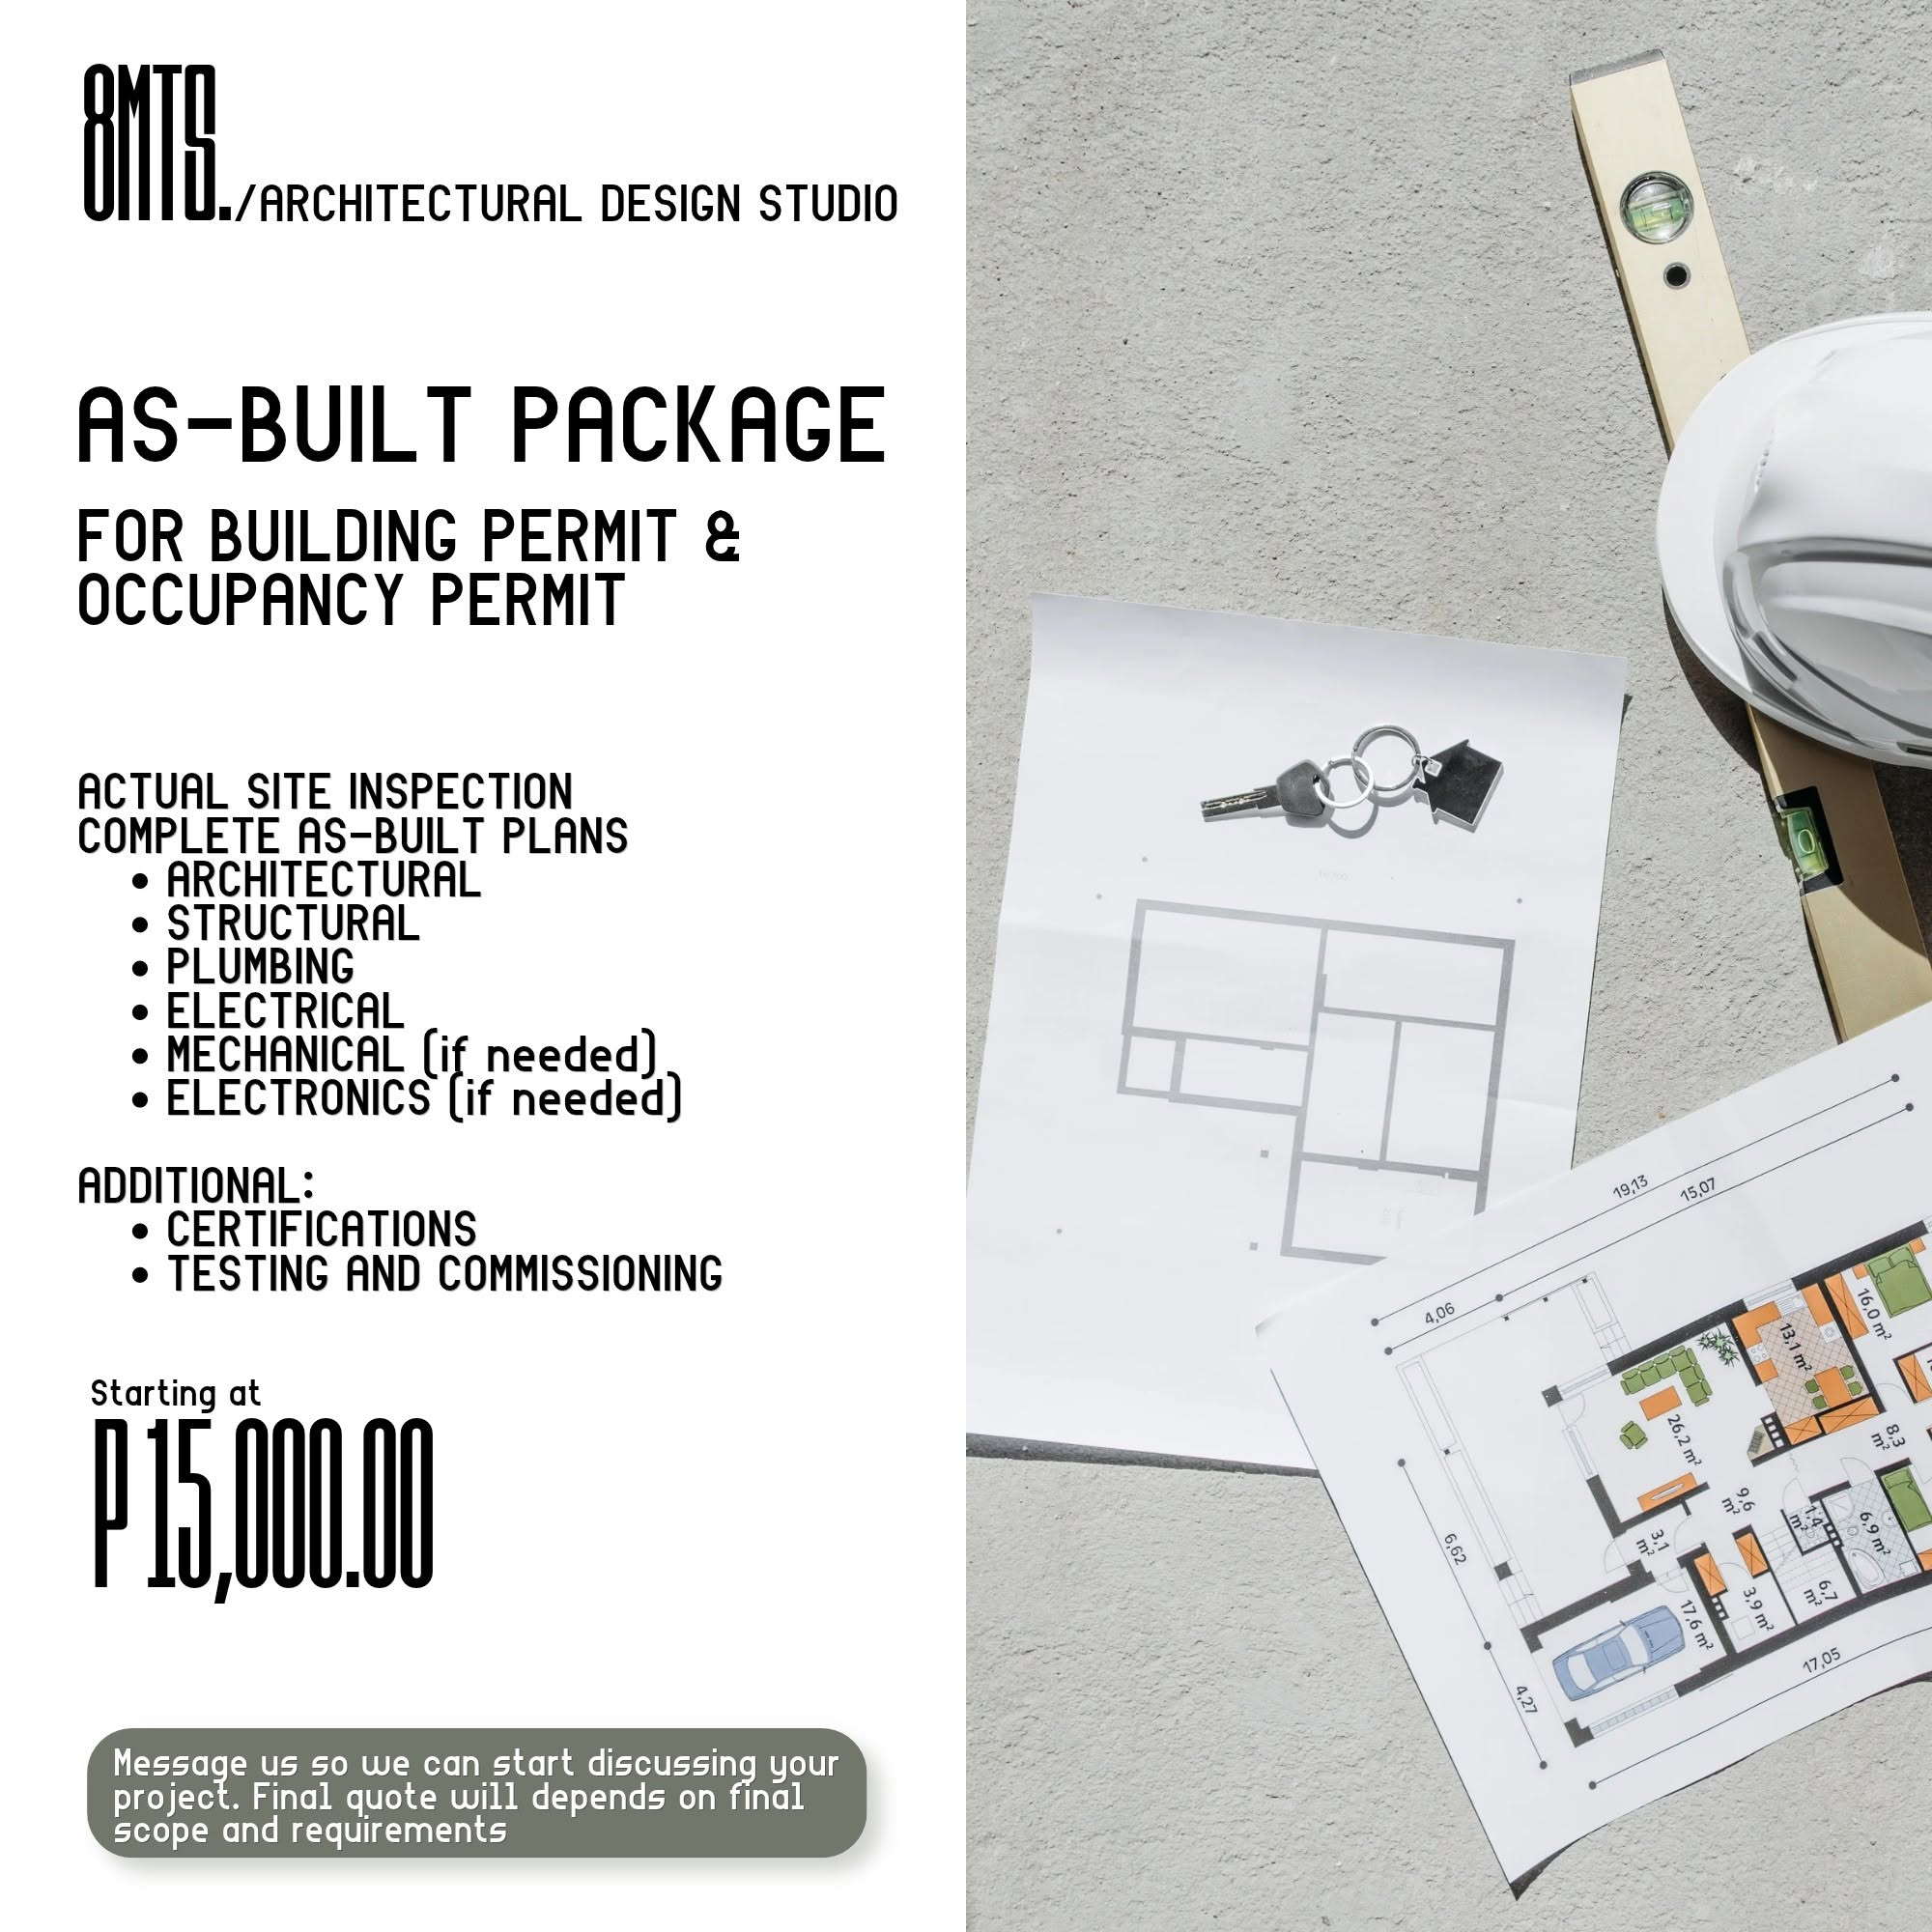 8MTS./ARCHITECTURAL DESIGN STUDIO
AS-BUILT PACKAGE
FOR BUILDING PERMIT &
OCCUPANCY PERMIT
ACTUAL SITE INSPECTION
COMPLETE AS-BUILT PLANS
• ARCHITECTURAL
• STRUCTURAL
• PLUMBING
• ELECTRICAL
• MECHANICAL (if needed)
• ELECTRONICS (if needed)
ADDITIONAL:
• CERTIFICATIONS
• TESTING AND COMMISSIONING
Starting at
P 15,000.00
Message us so we can start discussing your
project. Final quote will depends on final
scope and requirements
19,13
15,07
4,06
16,0 m²
13,1 m²
26,2 m²
8,3
m²
9,6
m²
1,4
m²
6,9 m²
6,62
3,1
m²
6,7
m²
3,9 m²
17,6 m²
17,05
4,27